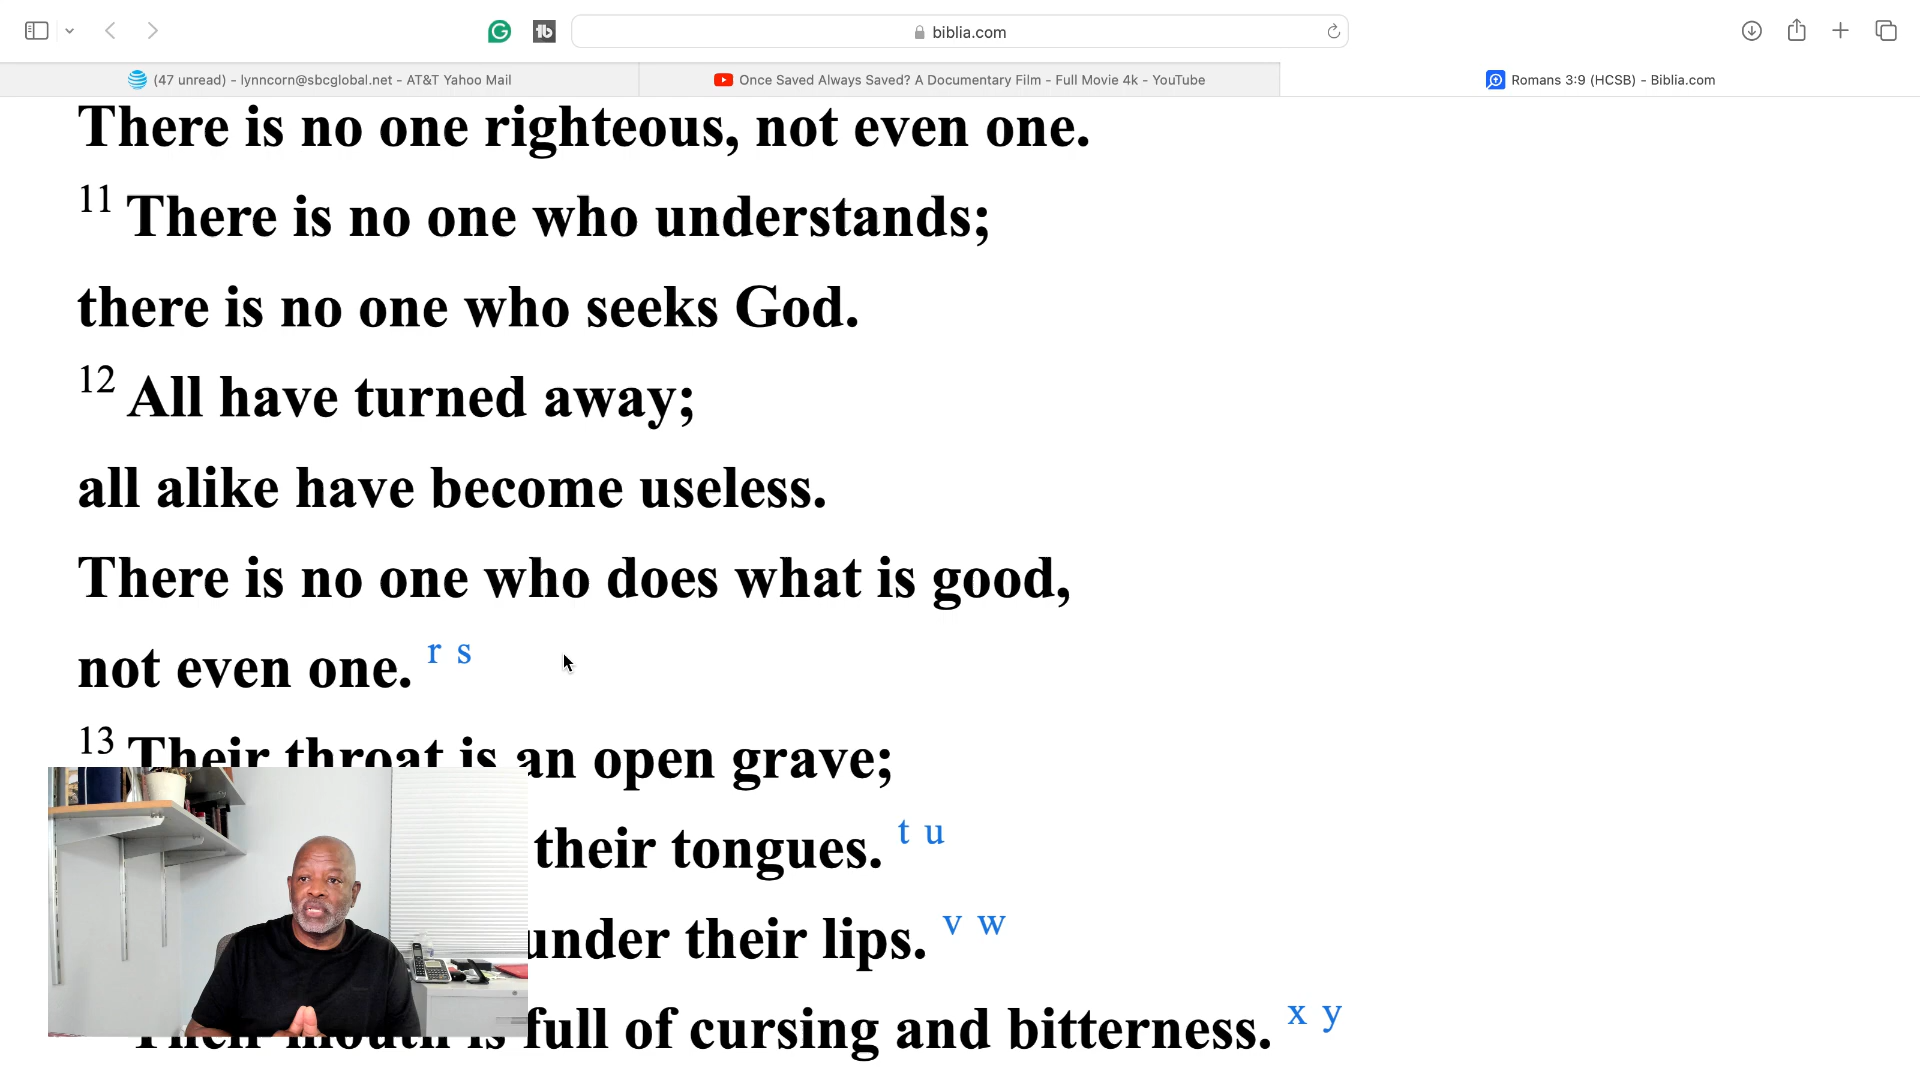 biblia.com
(47 unread) - lynncorn@sbcglobal.net - AT&T Yahoo Mail
Once Saved Always Saved? A Documentary Film - Full Movie 4k - YouTube
Romans 3:9 (HCSB) - Biblia.com
There is no one righteous, not even one.
11 There is no one who understands;
there is no one who seeks God.
12 All have turned away;
all alike have become useless.
There is no one who does what is good,
not even one. r s
13 Their throat is an open grave;
their tongues. t u
under their lips. v w
Their mouth is full of cursing and bitterness. x y